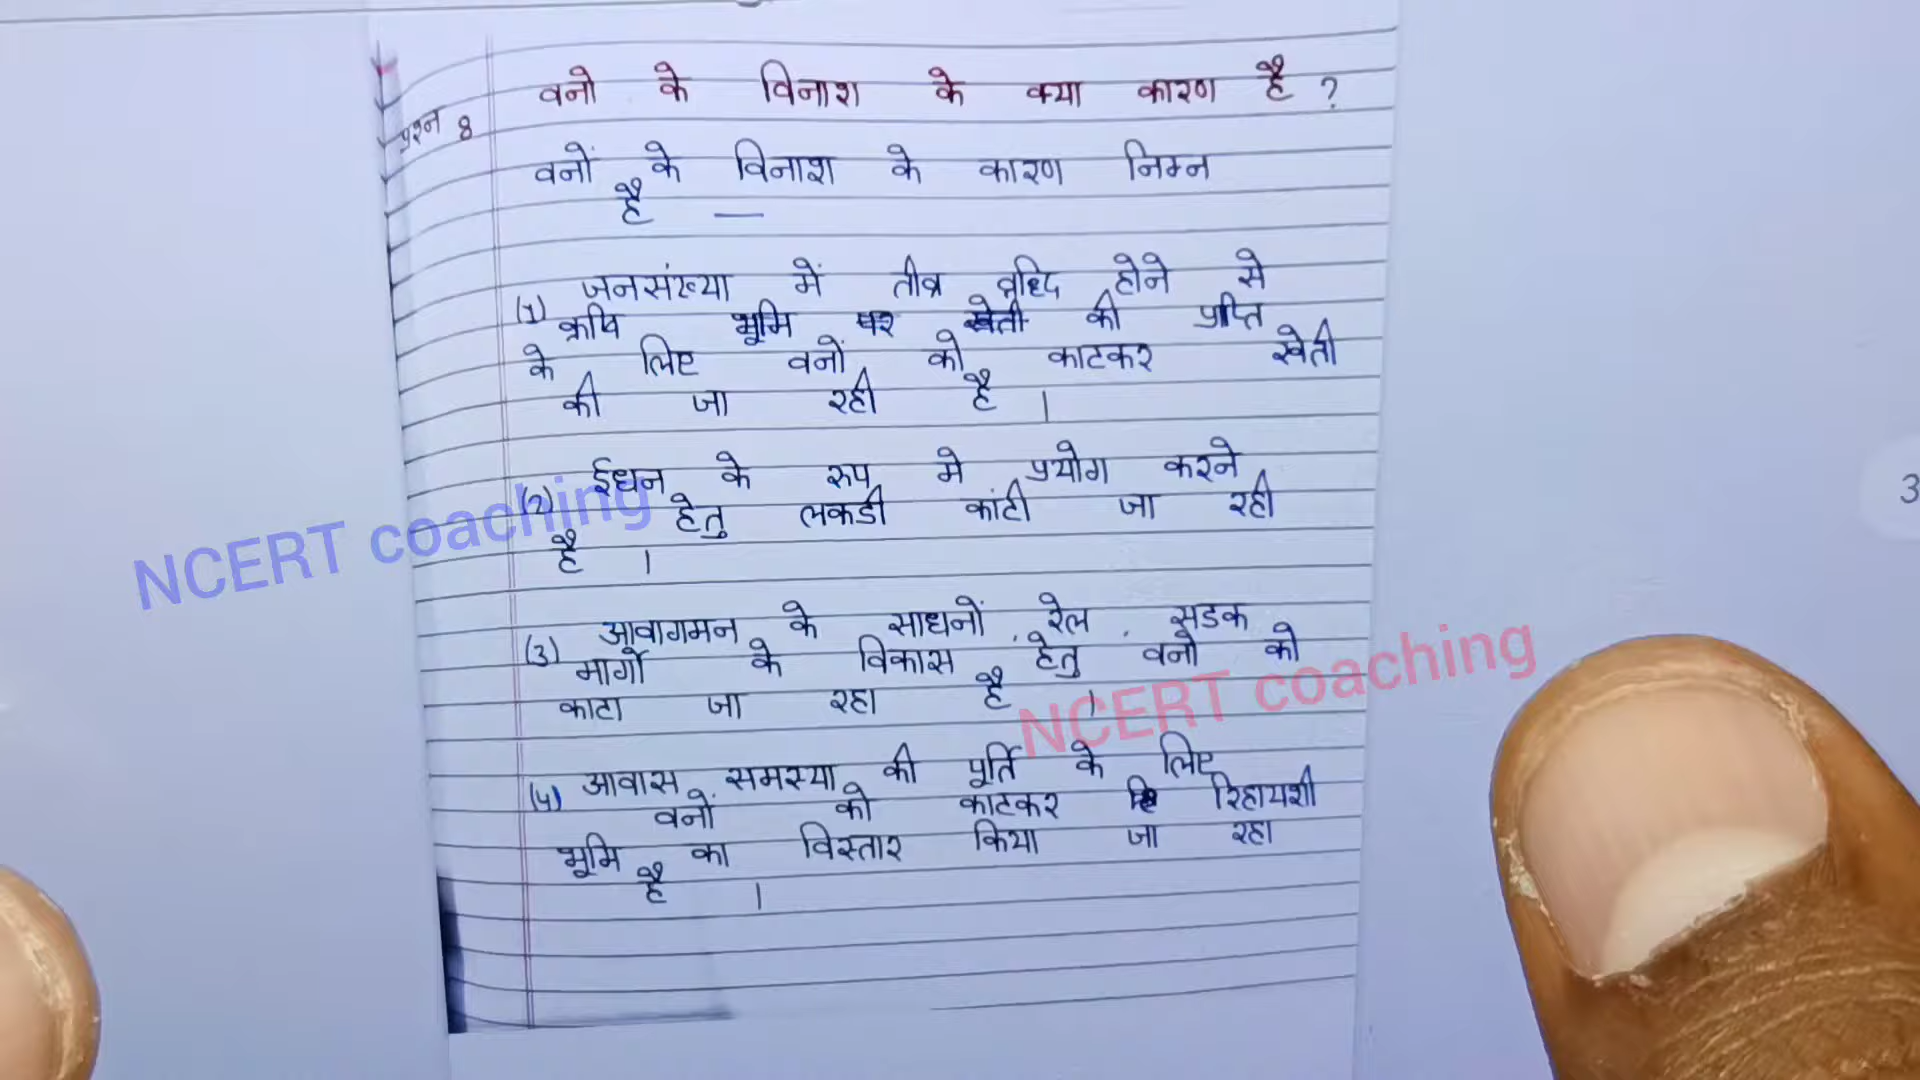 वनो के विनाश के क्या कारण है ?
प्रश्न 8
वनों के विनाश के कारण निम्न
है —
(1) जनसंख्या में तीव्र वृध्दि होने से
कृषि भूमि पर खेती की प्राप्ति
के लिए वनों को काटकर खेती
की जा रही है ।
(2) ईधन के रुप मे प्रयोग करने
हेतु लकडी कांटी जा रही
है ।
(3) आवागमन के साधनों, रेल, सडक
मार्गो के विकास हेतु वनो को
काटा जा रहा है ।
(4) आवास समस्या की पूर्ति के लिए
वनों को काटकर रिहायशी
भूमि का विस्तार किया जा रहा
है ।
NCERT coaching
NCERT coaching
3